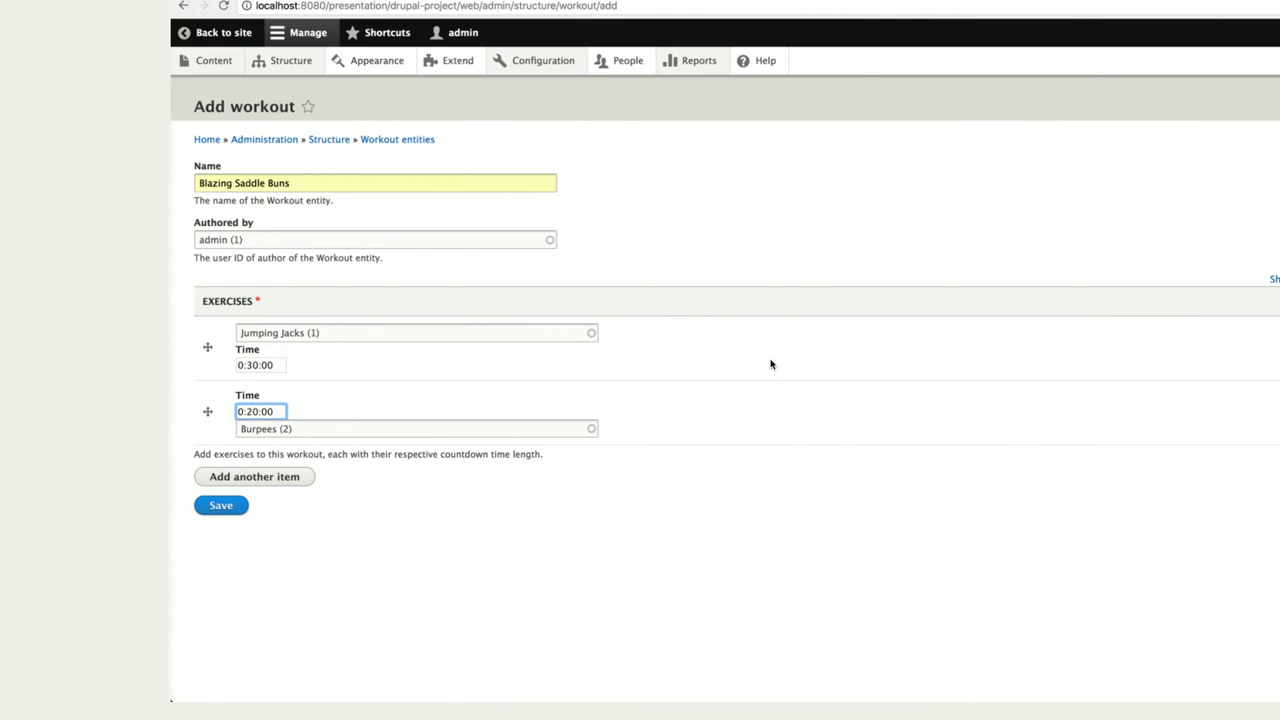 localhost:8080/presentation/drupal-project/web/admin/structure/workout/add
Back to site Manage Shortcuts admin
Content Structure Appearance Extend Configuration People Reports Help
Add workout
Home » Administration » Structure » Workout entities
Name
Blazing Saddle Buns
The name of the Workout entity.
Authored by
admin (1)
The user ID of author of the Workout entity.
Sh
EXERCISES *
Jumping Jacks (1)
Time
0:30:00
Time
0:20:00
Burpees (2)
Add exercises to this workout, each with their respective countdown time length.
Add another item
Save